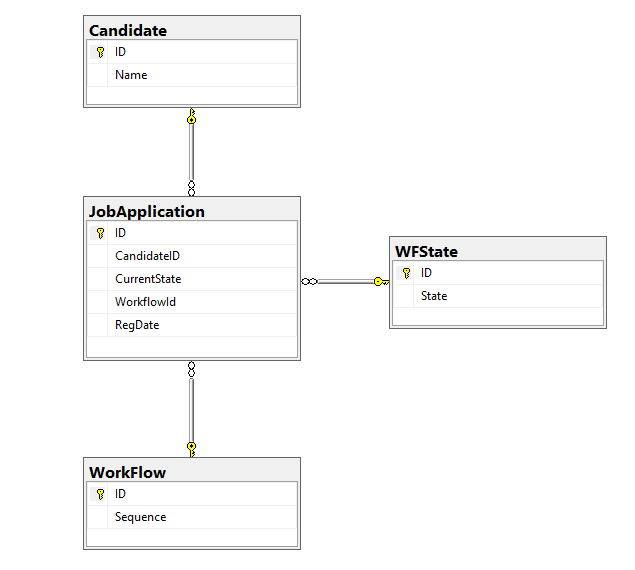 Candidate
ID
Name
JobApplication
ID
CandidateID
CurrentState
WorkflowId
RegDate
WFState
ID
State
WorkFlow
ID
Sequence